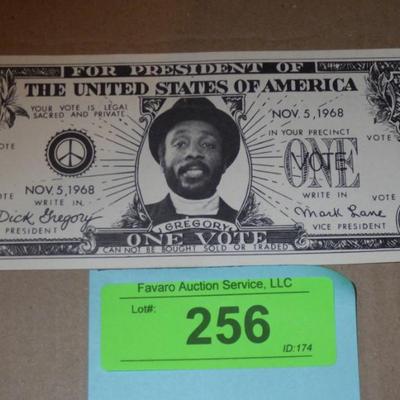 FOR PRESIDENT OF
THE UNITED STATES OF AMERICA
YOUR VOTE IS LEGAL
SACRED AND PRIVATE
NOV. 5, 1968
IN YOUR PRECINCT
VOTE
ONE
VOTE
NOV. 5, 1968
WRITE IN
Dick Gregory
PRESIDENT
GREGORY
ONE VOTE
CAN NOT BE BOUGHT SOLD OR TRADED
VOTE
WRITE IN
Mark Lane
VICE PRESIDENT
Favaro Auction Service, LLC
Lot#:
256
ID:174